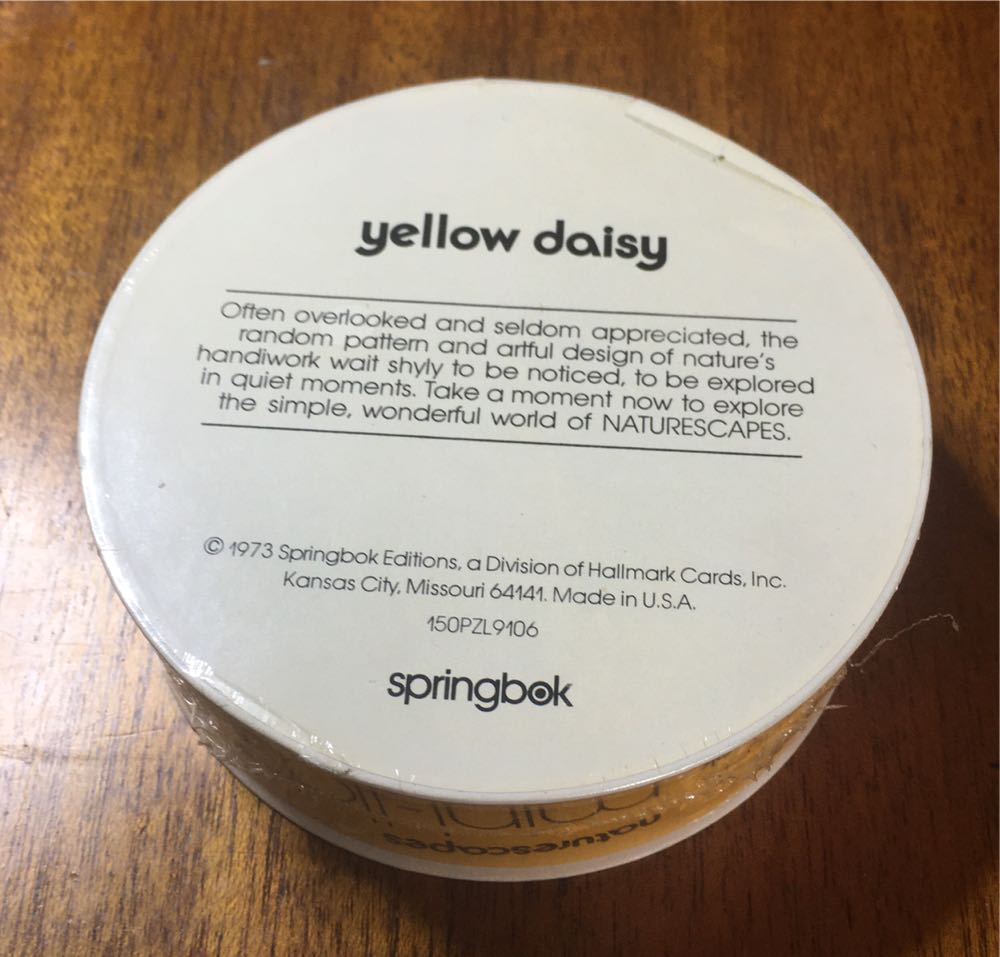 yellow daisy
Often overlooked and seldom appreciated, the
random pattern and artful design of nature's
handiwork wait shyly to be noticed, to be explored
in quiet moments. Take a moment now to explore
the simple, wonderful world of NATURESCAPES.
© 1973 Springbok Editions, a Division of Hallmark Cards, Inc.
Kansas City, Missouri 64141. Made in U.S.A.
150PZL9106
springbok
naturescapes